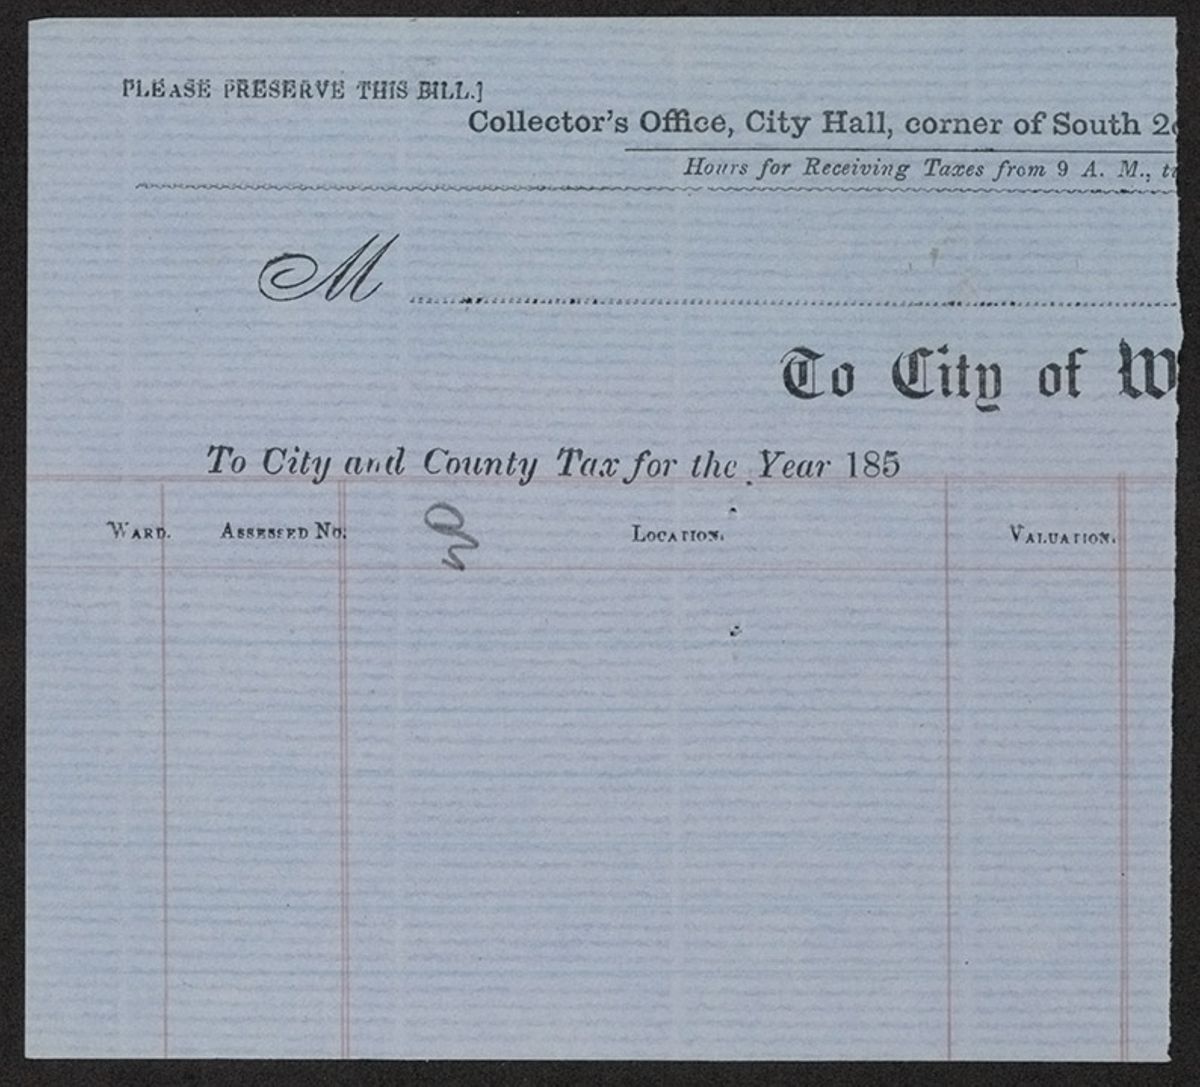 PLEASE PRESERVE THIS BILL.]
Collector's Office, City Hall, corner of South 2
Hours for Receiving Taxes from 9 A. M.,
M
To City of W
To City and County Tax for the Year 185
WARD. ASSESSED No. LOCATION. VALUATION.